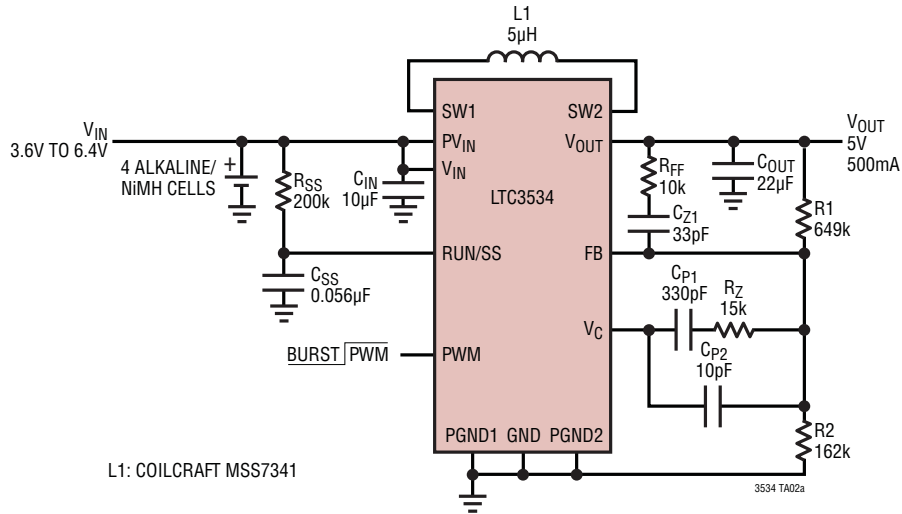 L1
5µH
SW1
SW2
V_IN
3.6V TO 6.4V
PV_IN
V_OUT
V_OUT
5V
500mA
4 ALKALINE/
NiMH CELLS
+
R_SS
200k
V_IN
C_IN
10µF
LTC3534
R_FF
10k
C_OUT
22µF
C_Z1
33pF
R1
649k
RUN/SS
FB
C_SS
0.056µF
C_P1
330pF
R_Z
15k
V_C
BURST PWM
PWM
C_P2
10pF
PGND1 GND PGND2
R2
162k
L1: COILCRAFT MSS7341
3534 TA02a